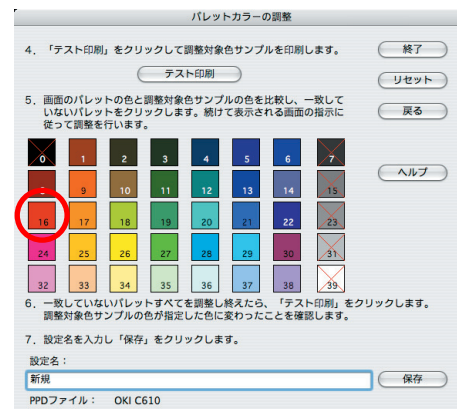 パレットカラーの調整
4. 「テスト印刷」をクリックして調整対象色サンプルを印刷します。
終了
テスト印刷
リセット
5. 画面のパレットの色と調整対象色サンプルの色を比較し、一致して
いないパレットをクリックします。続けて表示される画面の指示に
従って調整を行います。
戻る
ヘルプ
0 1 2 3 4 5 6 7
8 9 10 11 12 13 14 15
16 17 18 19 20 21 22 23
24 25 26 27 28 29 30 31
32 33 34 35 36 37 38 39
6. 一致していないパレットすべてを調整し終えたら、「テスト印刷」をクリックします。
調整対象色サンプルの色が指定した色に変わったことを確認します。
7. 設定名を入力し「保存」をクリックします。
設定名：
新規
保存
PPDファイル： OKI C610